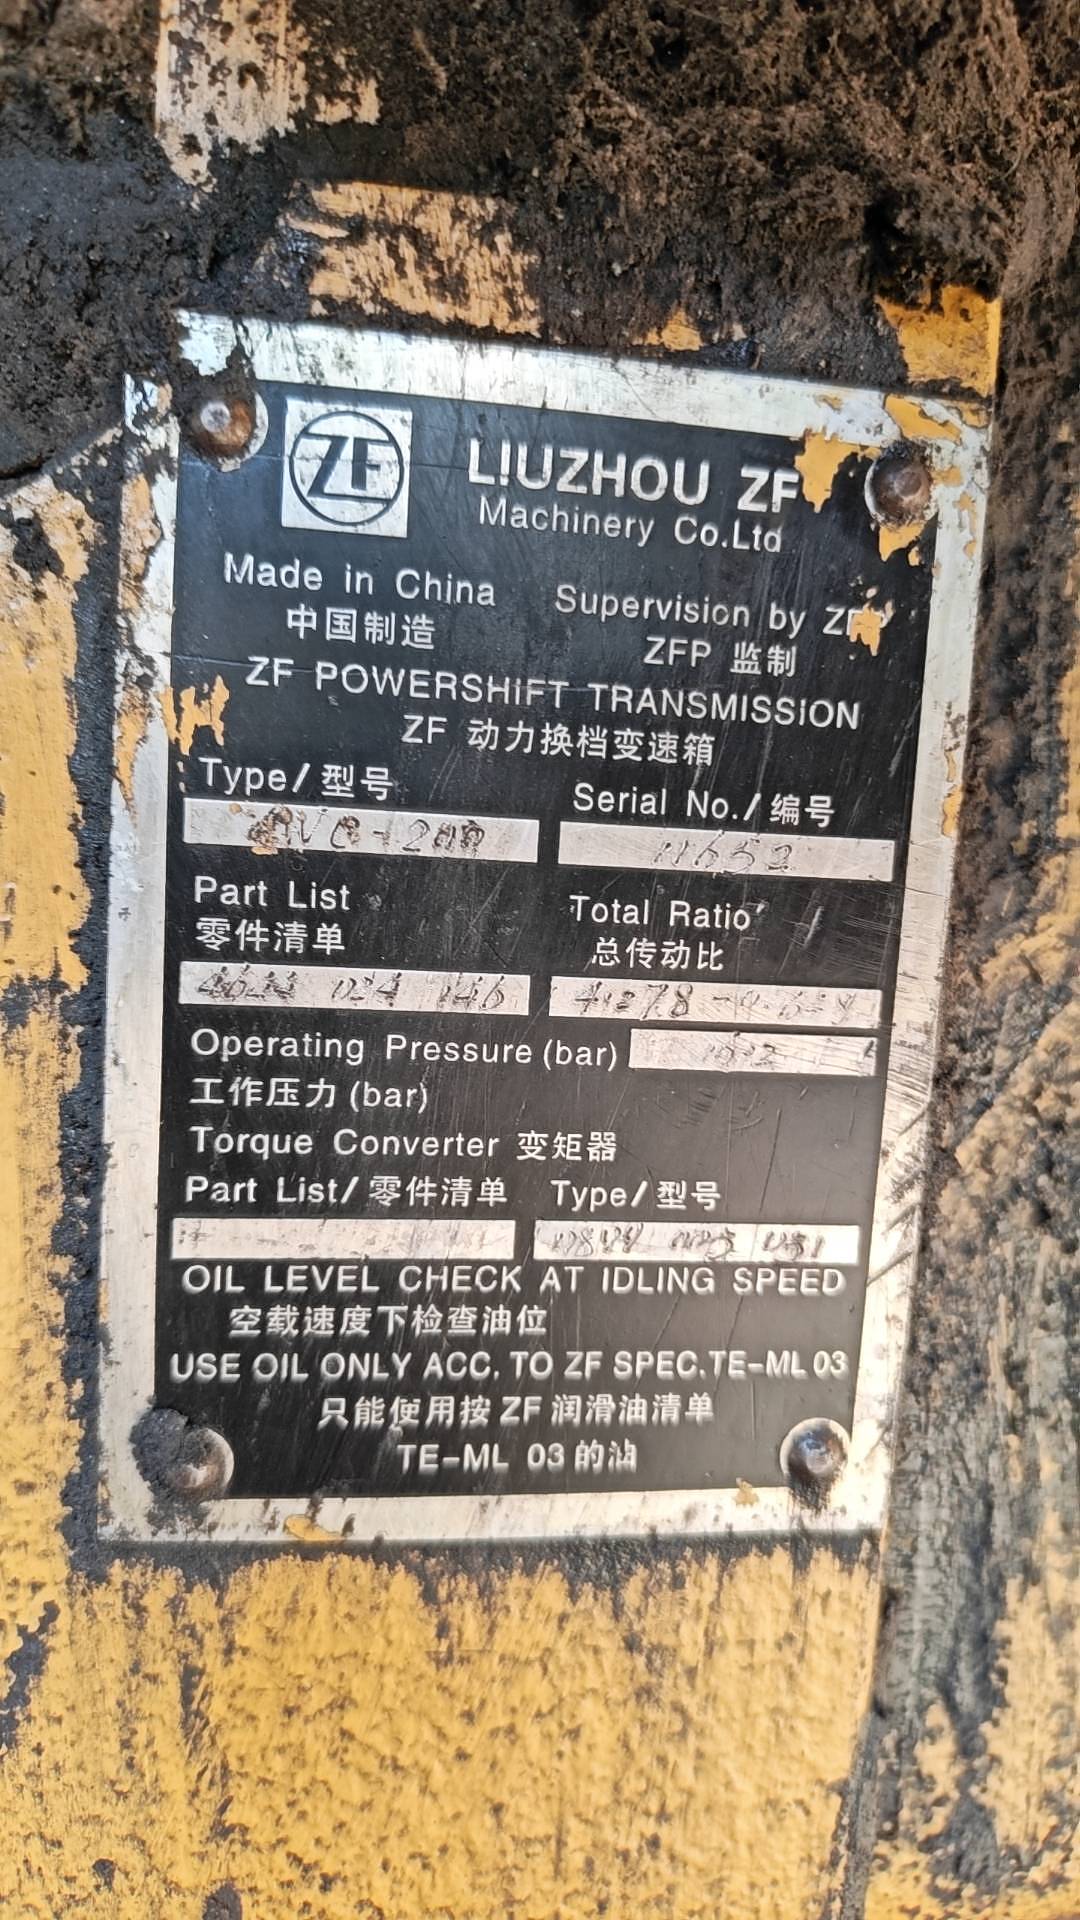 ZF
LIUZHOU ZF
Machinery Co.Ltd
Made in China
中国制造
Supervision by
ZFP 监制
ZF POWERSHIFT TRANSMISSION
ZF 动力换档变速箱
Type/型号
Serial No./编号
11652
Part List
零件清单
Total Ratio
总传动比
146
Operating Pressure (bar)
工作压力 (bar)
Torque Converter 变矩器
Part List/零件清单
Type/型号
OIL LEVEL CHECK AT IDLING SPEED
空载速度下检查油位
USE OIL ONLY ACC. TO ZF SPEC.TE-ML 03
只能使用按 ZF 润滑油清单
TE-ML 03 的油